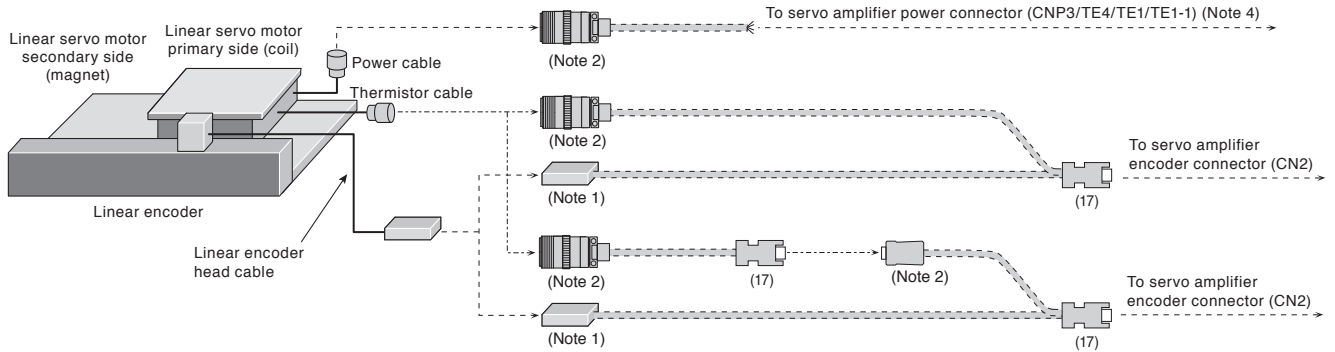 To servo amplifier power connector (CNP3/TE4/TE1/TE1-1) (Note 4)
Linear servo motor
secondary side
(magnet)
Linear servo motor
primary side (coil)
Power cable
(Note 2)
Thermistor cable
(Note 2)
To servo amplifier
encoder connector (CN2)
(Note 1)
(17)
Linear encoder
Linear encoder
head cable
(Note 2)
(17)
(Note 2)
To servo amplifier
encoder connector (CN2)
(Note 1)
(17)